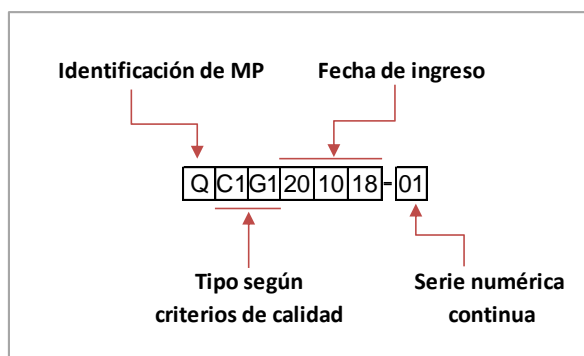 Identificación de MP
Fecha de ingreso
Q C1 G1 20 10 18 - 01
Tipo según
criterios de calidad
Serie numérica
continua